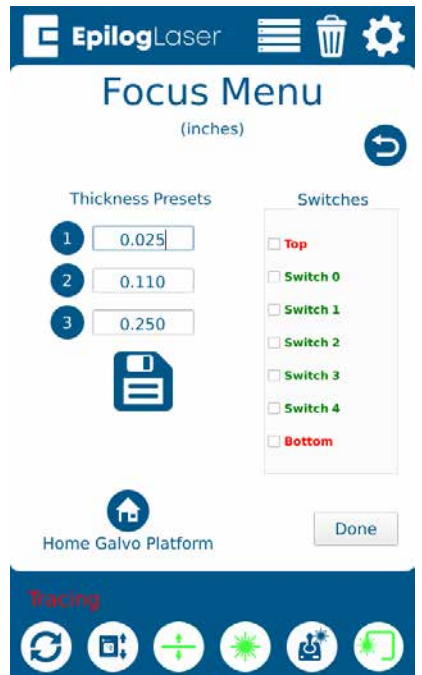 EpilogLaser
Focus Menu
(inches)
Thickness Presets
1 0.025
2 0.110
3 0.250
Switches
Top
Switch 0
Switch 1
Switch 2
Switch 3
Switch 4
Bottom
Home Galvo Platform
Done
Tracing